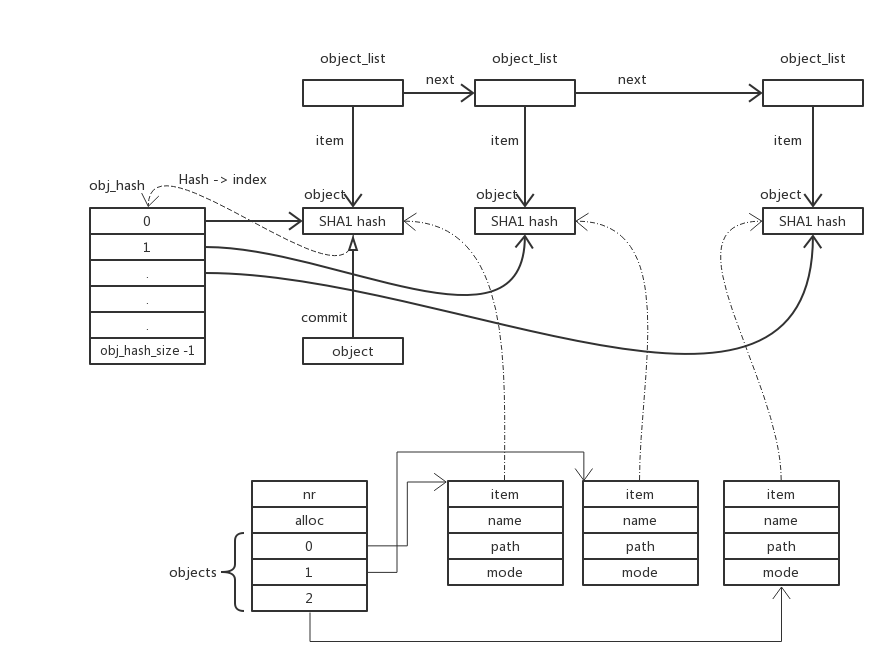 object_list
object_list
object_list
next
next
item
item
item
obj_hash
Hash -> index
object
object
object
0
SHA1 hash
SHA1 hash
SHA1 hash
1
.
.
.
obj_hash_size -1
commit
object
nr
alloc
objects
0
1
2
item
name
path
mode
item
name
path
mode
item
name
path
mode